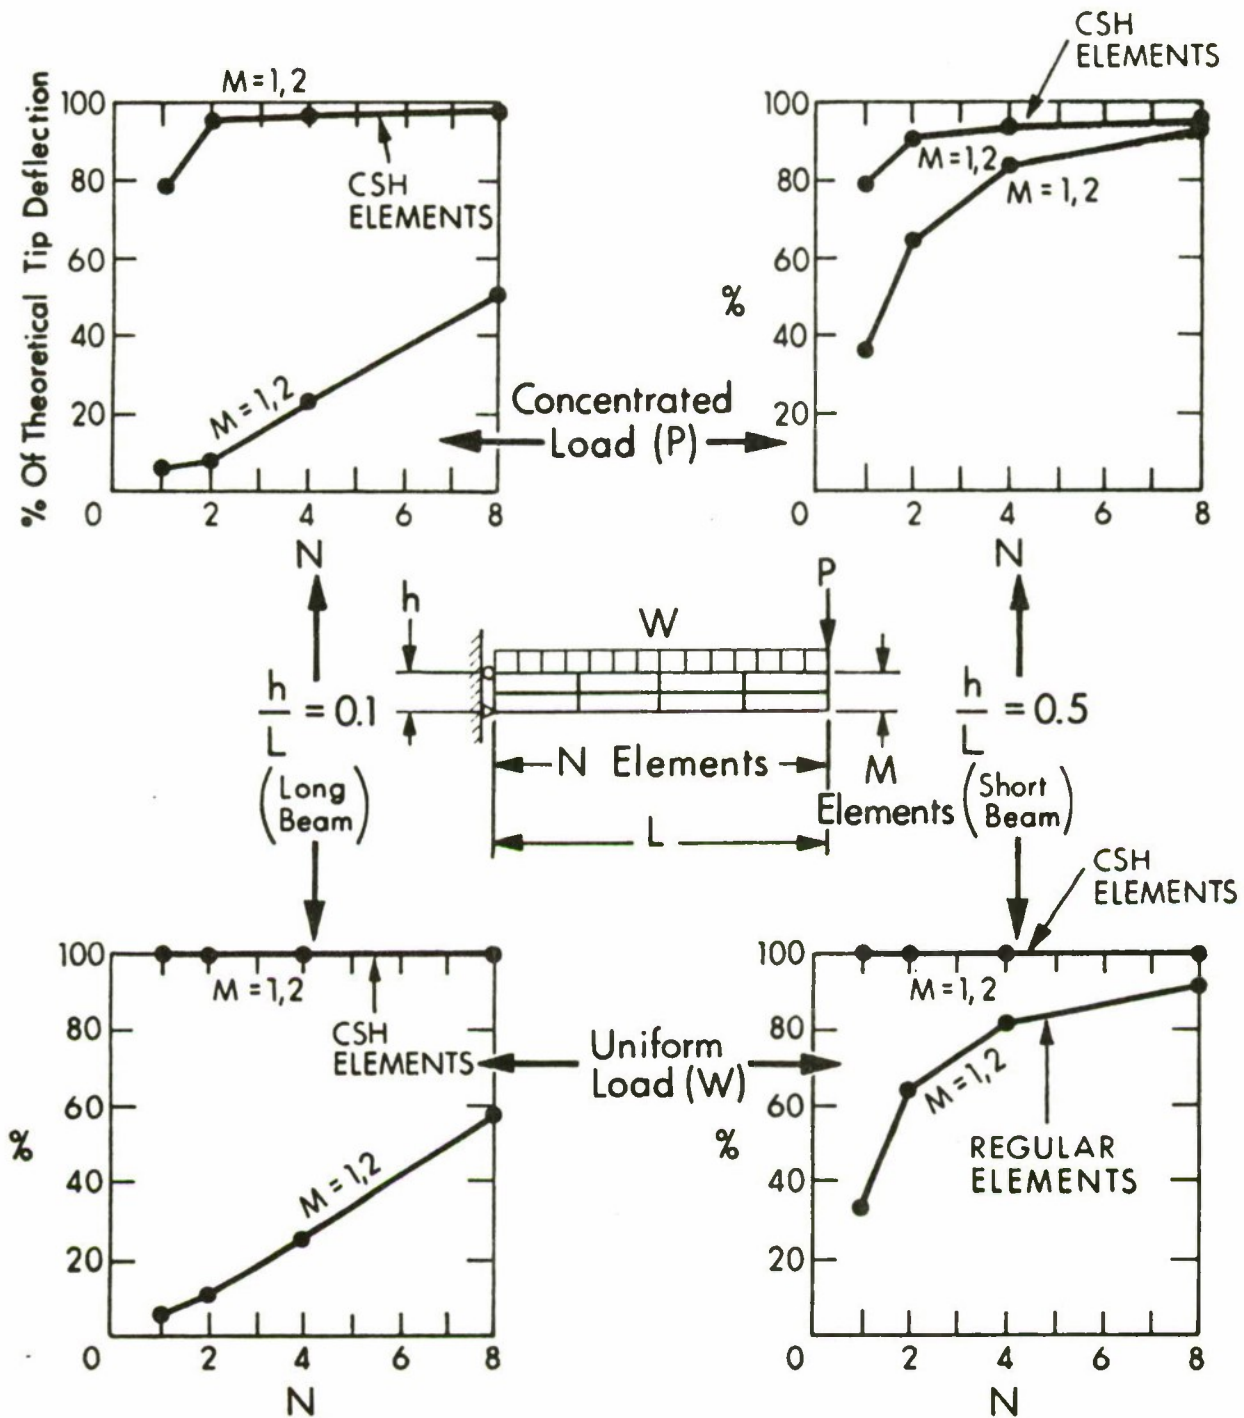 % Of Theoretical Tip Deflection
M=1,2
100
80
60
40
20
0
2
4
6
8
N
CSH
ELEMENTS
M=1,2
CSH
ELEMENTS
%
100
80
60
40
20
0
2
4
6
8
N
M=1,2
M=1,2
Concentrated
Load (P)
h
W
P
h
L
= 0.1
(Long
Beam)
N Elements
L
M
Elements
h
L
= 0.5
(Short
Beam)
%
100
80
60
40
20
0
2
4
6
8
N
M=1,2
CSH
ELEMENTS
M=1,2
Uniform
Load (W)
CSH
ELEMENTS
%
100
80
60
40
20
0
2
4
6
8
N
M=1,2
M=1,2
REGULAR
ELEMENTS